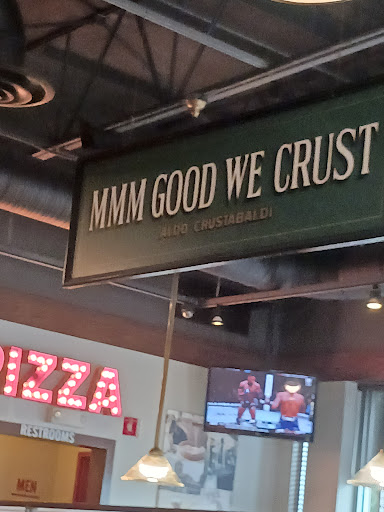 MMM GOOD WE CRUST
ALDO CRUSTABALDI
PIZZA
RESTROOMS
MEN